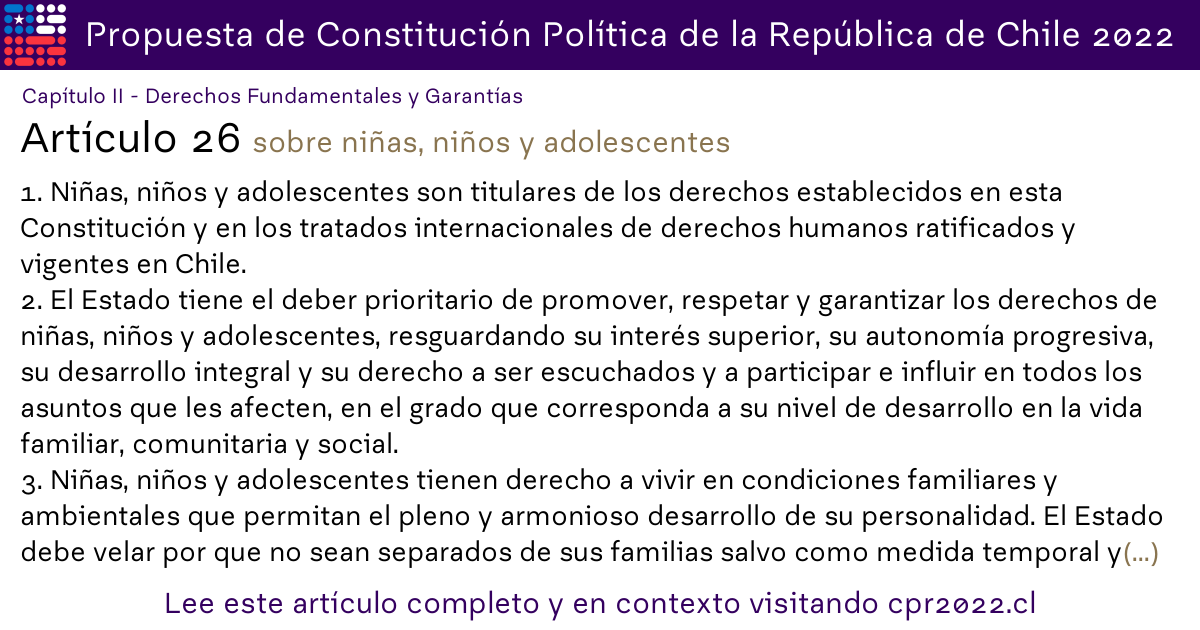 Propuesta de Constitución Política de la República de Chile 2022
Capítulo II - Derechos Fundamentales y Garantías
Artículo 26 sobre niñas, niños y adolescentes
1. Niñas, niños y adolescentes son titulares de los derechos establecidos en esta
Constitución y en los tratados internacionales de derechos humanos ratificados y
vigentes en Chile.
2. El Estado tiene el deber prioritario de promover, respetar y garantizar los derechos de
niñas, niños y adolescentes, resguardando su interés superior, su autonomía progresiva,
su desarrollo integral y su derecho a ser escuchados y a participar e influir en todos los
asuntos que les afecten, en el grado que corresponda a su nivel de desarrollo en la vida
familiar, comunitaria y social.
3. Niñas, niños y adolescentes tienen derecho a vivir en condiciones familiares y
ambientales que permitan el pleno y armonioso desarrollo de su personalidad. El Estado
debe velar por que no sean separados de sus familias salvo como medida temporal y(...)
Lee este artículo completo y en contexto visitando cpr2022.cl